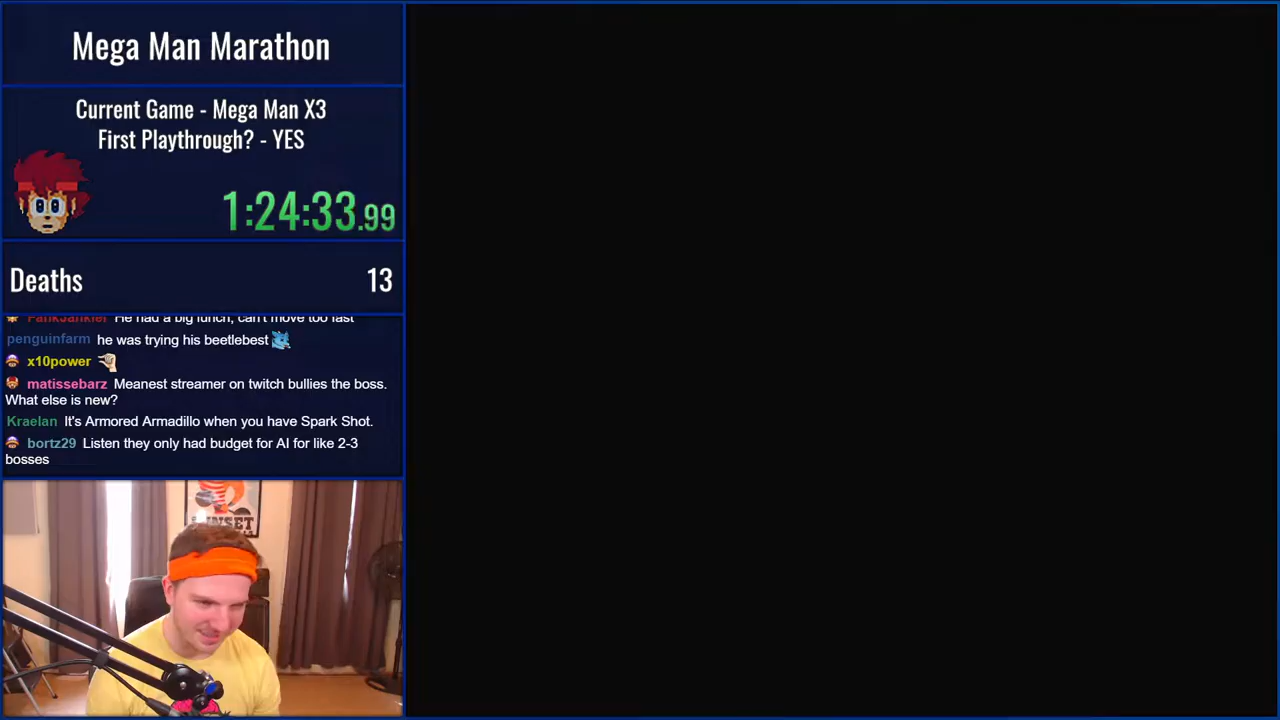 Mega Man Marathon
Current Game - Mega Man X3
First Playthrough? - YES
1:24:33.99
Deaths 13
He had a big lunch, can't move too fast
penguinfarm he was trying his beetlebest
x10power
matissebarz Meanest streamer on twitch bullies the boss.
What else is new?
Kraelan It's Armored Armadillo when you have Spark Shot.
bortz29 Listen they only had budget for AI for like 2-3
bosses